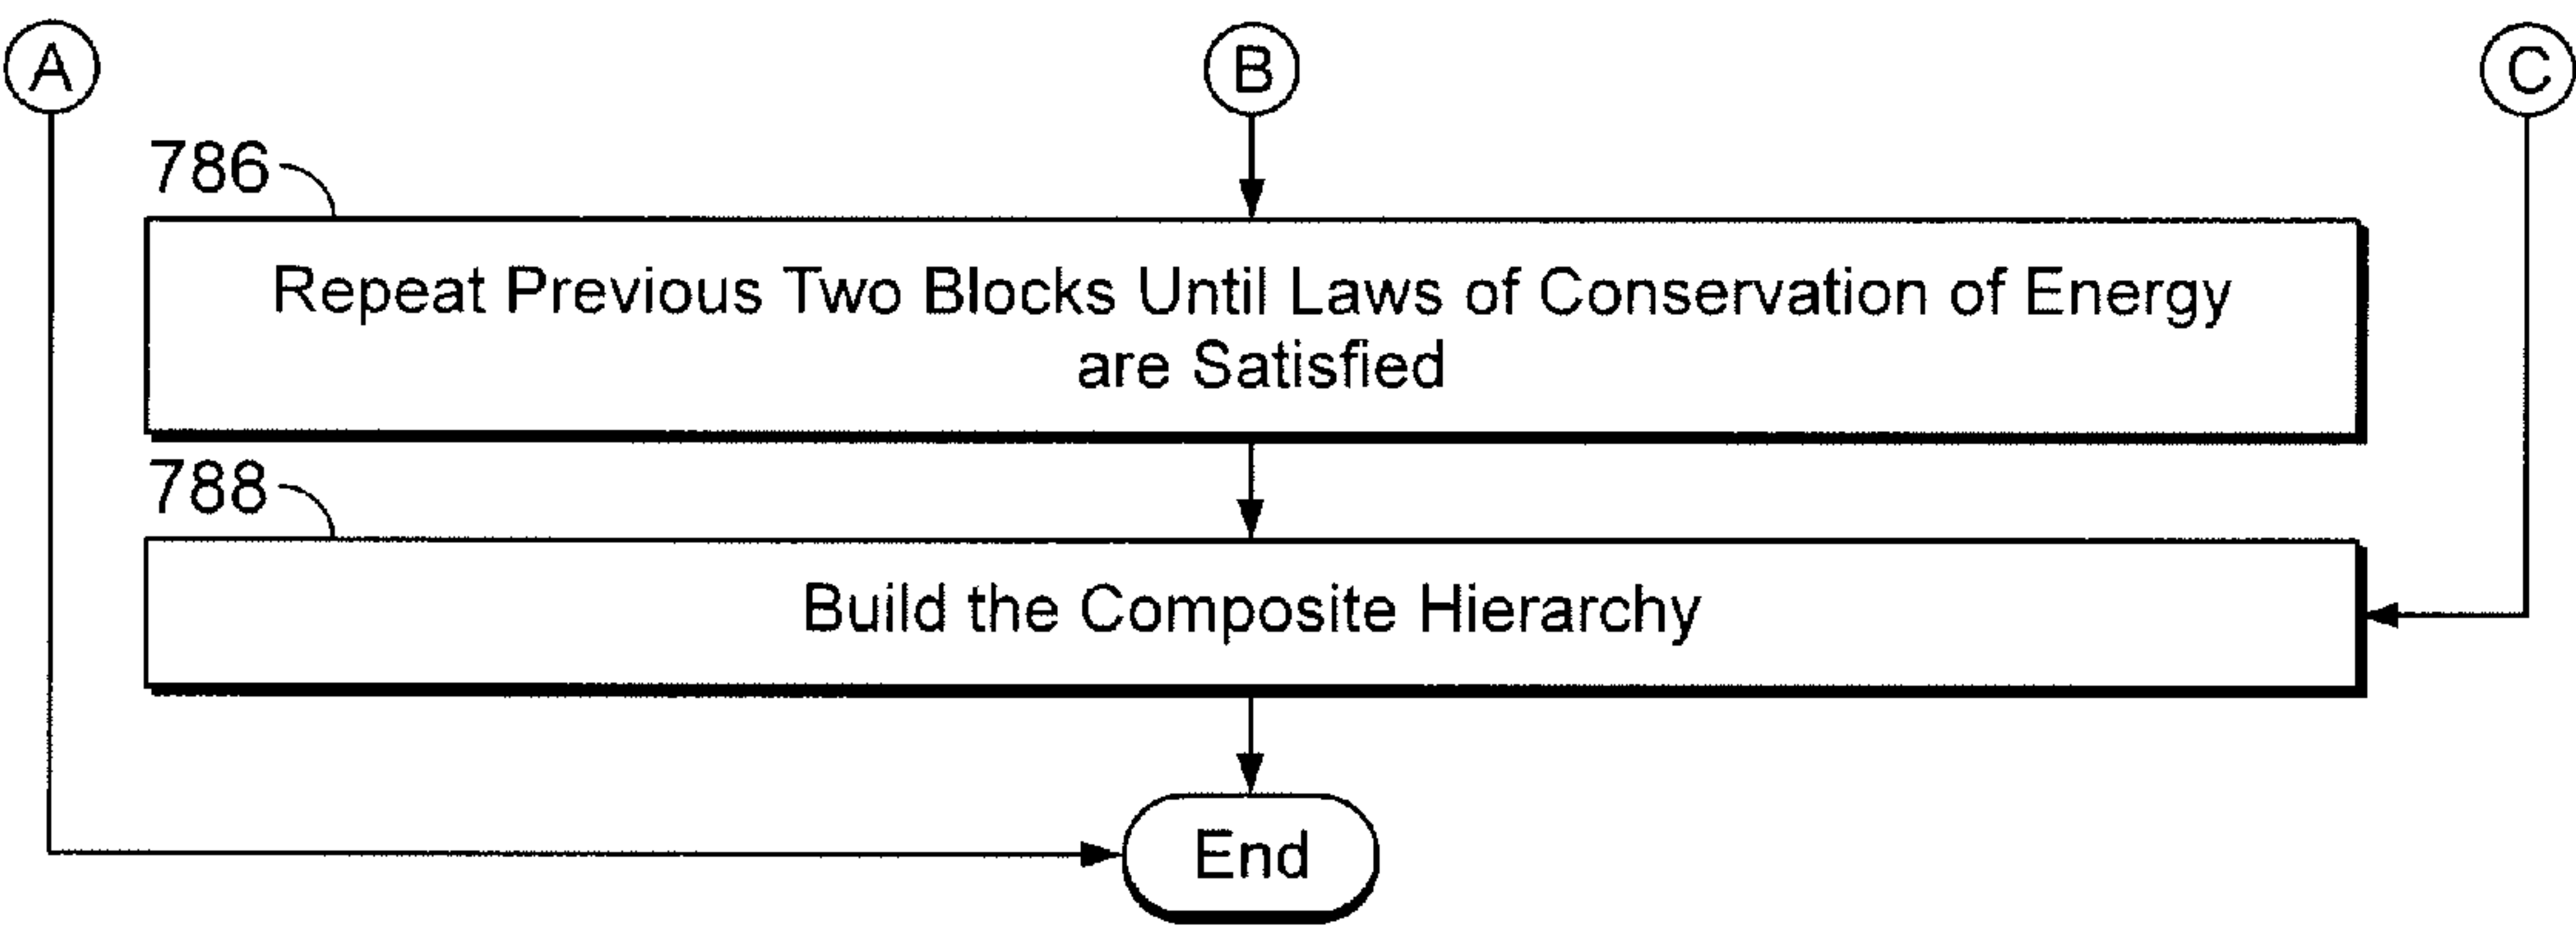 A
B
C
786
Repeat Previous Two Blocks Until Laws of Conservation of Energy
are Satisfied
788
Build the Composite Hierarchy
End